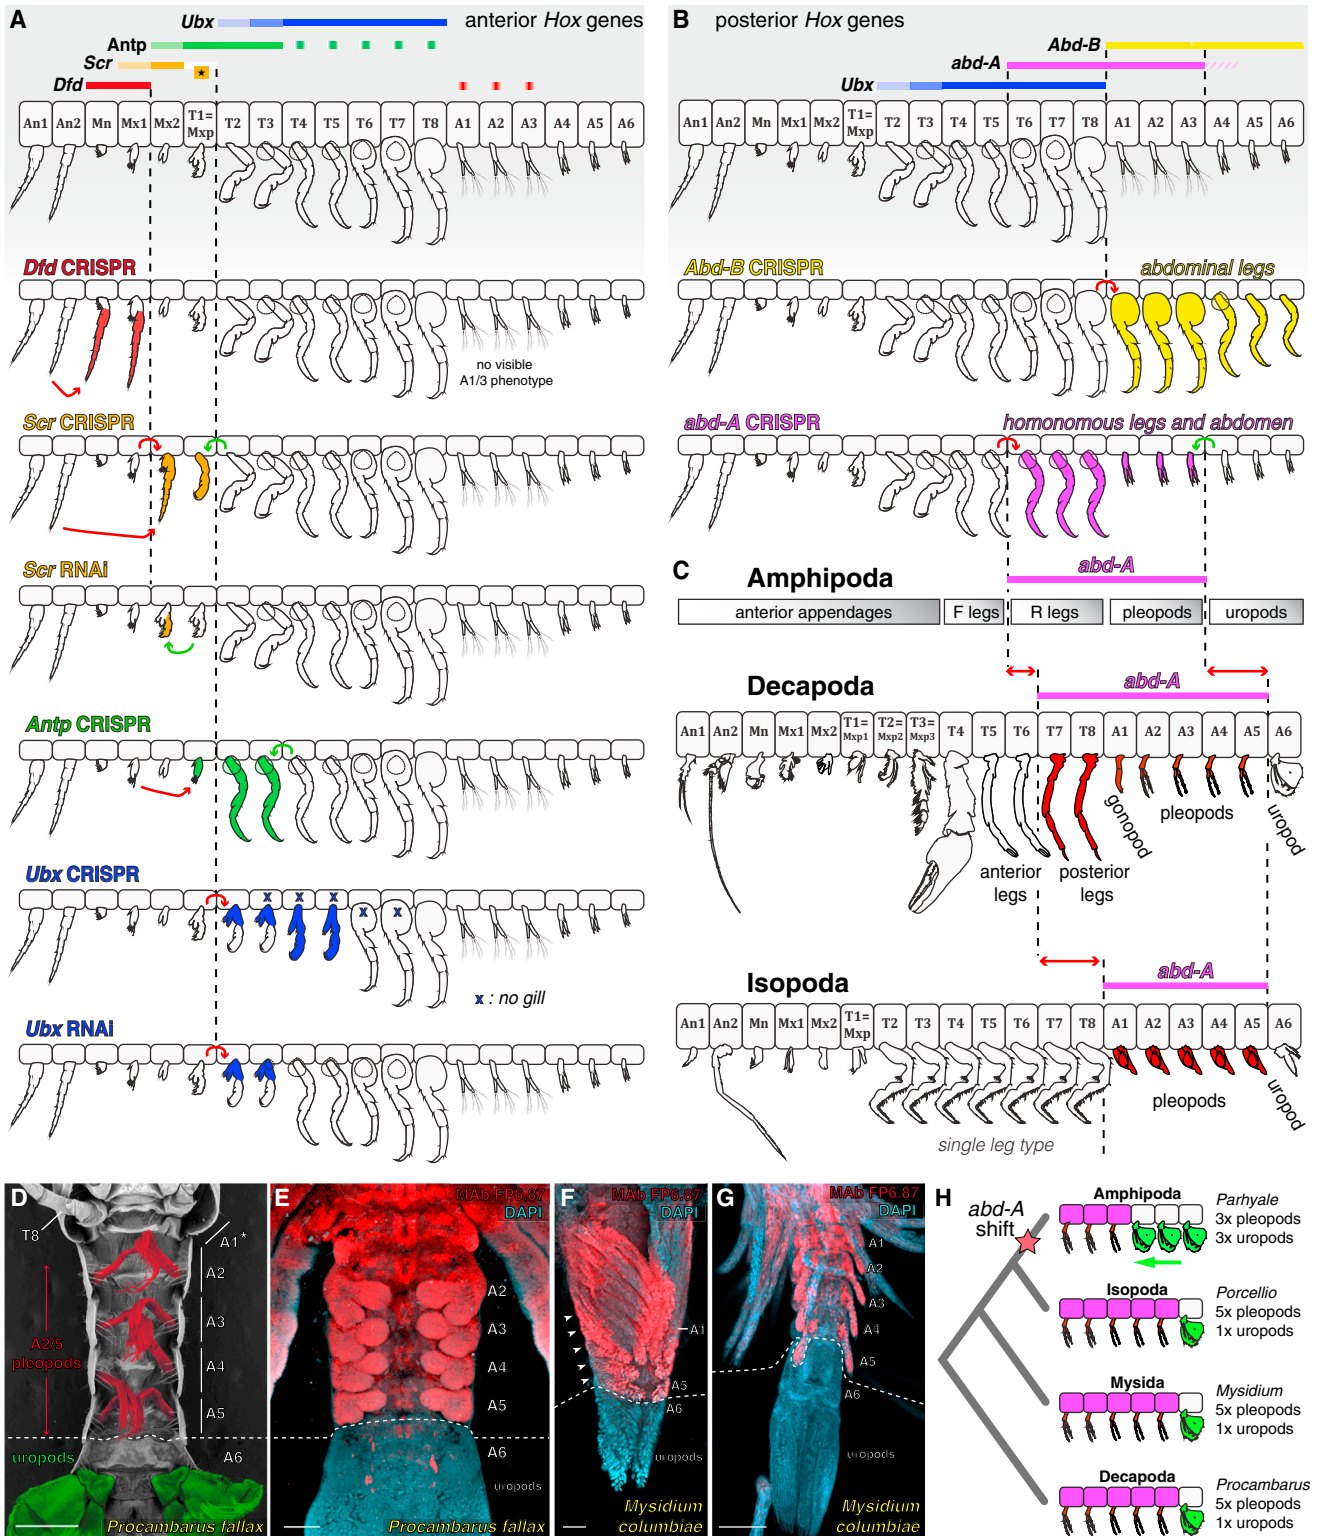 A
Ubx
anterior Hox genes
Antp
Scr
★
Dfd
An1 An2 Mn Mx1 Mx2 T1= Mxp T2 T3 T4 T5 T6 T7 T8 A1 A2 A3 A4 A5 A6
Dfd CRISPR
no visible
A1/3 phenotype
Scr CRISPR
Scr RNAi
Antp CRISPR
Ubx CRISPR
x x x
x x
x : no gill
Ubx RNAi
B
posterior Hox genes
Abd-B
abd-A
Ubx
An1 An2 Mn Mx1 Mx2 T1= Mxp T2 T3 T4 T5 T6 T7 T8 A1 A2 A3 A4 A5 A6
Abd-B CRISPR
abdominal legs
abd-A CRISPR
homonomous legs and abdomen
C
Amphipoda
abd-A
anterior appendages F legs R legs pleopods uropods
Decapoda
abd-A
An1 An2 Mn Mx1 Mx2 T1= Mxp1 T2= Mxp2 T3= Mxp3 T4 T5 T6 T7 T8 A1 A2 A3 A4 A5 A6
gonopod
pleopods
uropod
anterior
legs
posterior
legs
Isopoda
abd-A
An1 An2 Mn Mx1 Mx2 T1= Mxp T2 T3 T4 T5 T6 T7 T8 A1 A2 A3 A4 A5 A6
pleopods
uropod
single leg type
D
T8
A1*
A2
A3
A2/5
pleopods
A4
A5
uropods
A6
Procambarus fallax
E
MAb FP6.87
DAPI
A2
A3
A4
A5
A6
uropods
Procambarus fallax
F
MAb FP6.87
DAPI
A1
A5
A6
uropods
Mysidium
columbiae
G
MAb FP6.87
DAPI
A1
A2
A3
A4
A5
A6
uropods
Mysidium
columbiae
H
abd-A
shift
Amphipoda
Parhyale
3x pleopods
3x uropods
Isopoda
Porcellio
5x pleopods
1x uropods
Mysida
Mysidium
5x pleopods
1x uropods
Decapoda
Procambarus
5x pleopods
1x uropods